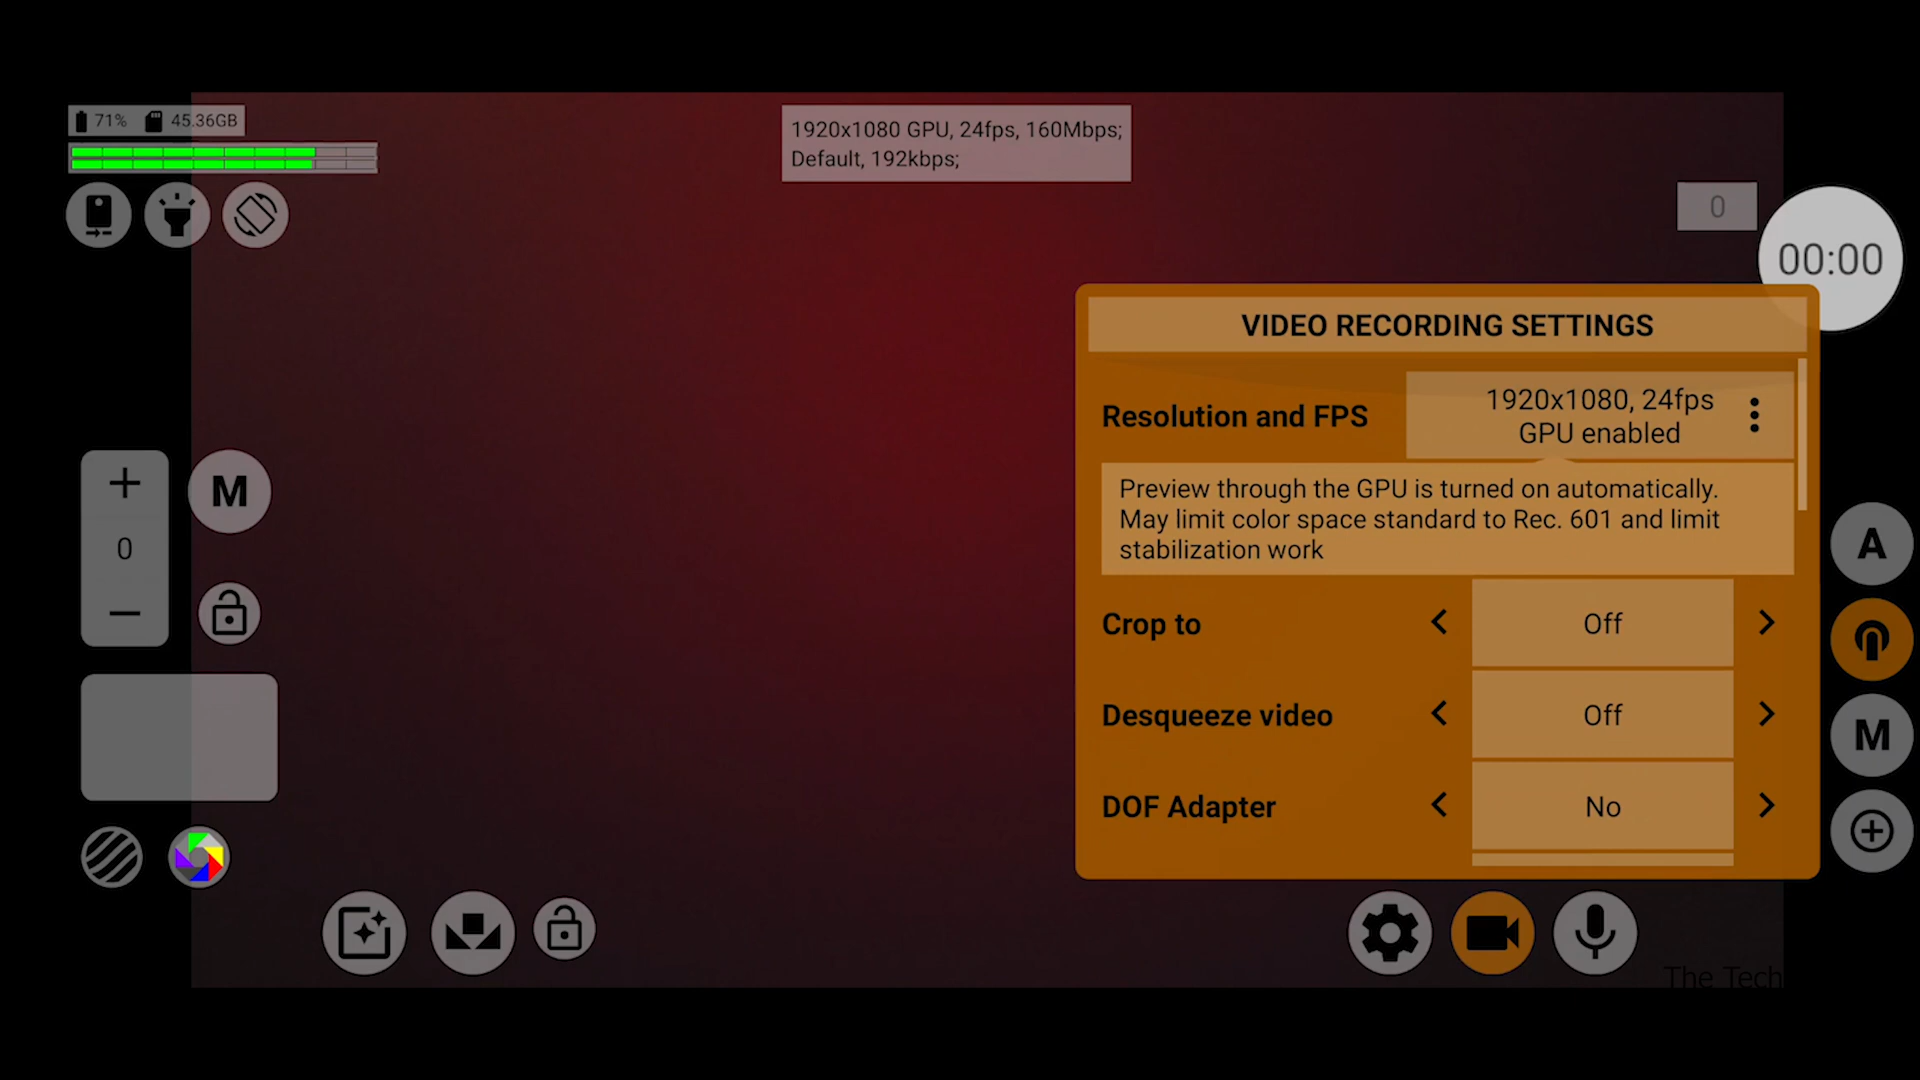 71% 45.36GB
1920x1080 GPU, 24fps, 160Mbps;
Default, 192kbps;
0
00:00
VIDEO RECORDING SETTINGS
Resolution and FPS
1920x1080, 24fps
GPU enabled
Preview through the GPU is turned on automatically.
May limit color space standard to Rec. 601 and limit
stabilization work
Crop to
Off
Desqueeze video
Off
DOF Adapter
No
+
0
−
M
A
M
The Tech